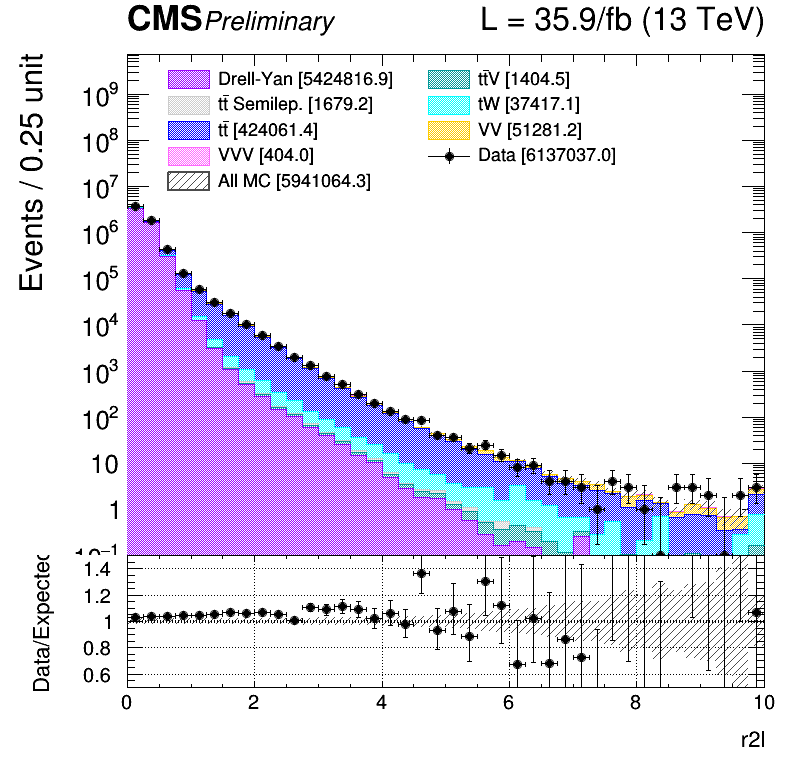 CMS Preliminary L = 35.9/fb (13 TeV)
Events / 0.25 unit
Drell-Yan [5424816.9]
tt̄ Semilep. [1679.2]
tt̄ [424061.4]
VVV [404.0]
All MC [5941064.3]
tt̄V [1404.5]
tW [37417.1]
VV [51281.2]
Data [6137037.0]
10⁹
10⁸
10⁷
10⁶
10⁵
10⁴
10³
10²
10
1
10⁻¹
Data/Expected
1.4
1.2
1
0.8
0.6
0 2 4 6 8 10
r2l